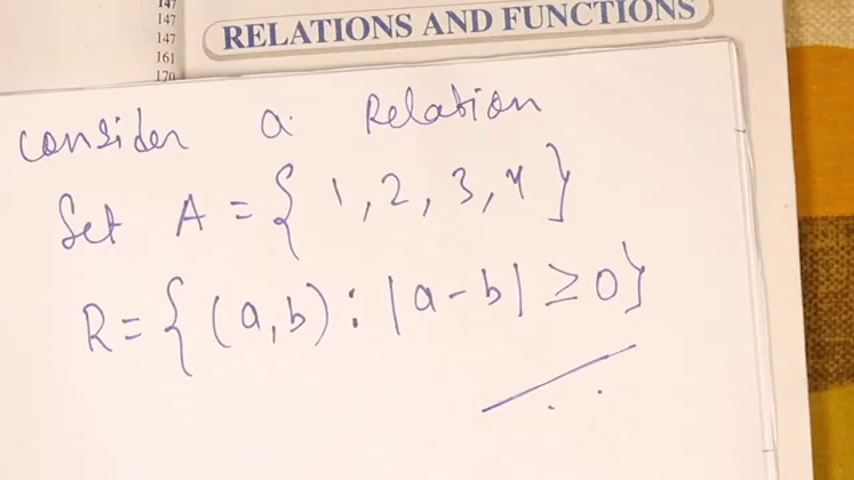 147
147
147
161
170
RELATIONS AND FUNCTIONS
consider a Relation
Set A = { 1, 2, 3, 4 }
R = { (a, b) : |a - b| ≥ 0 }